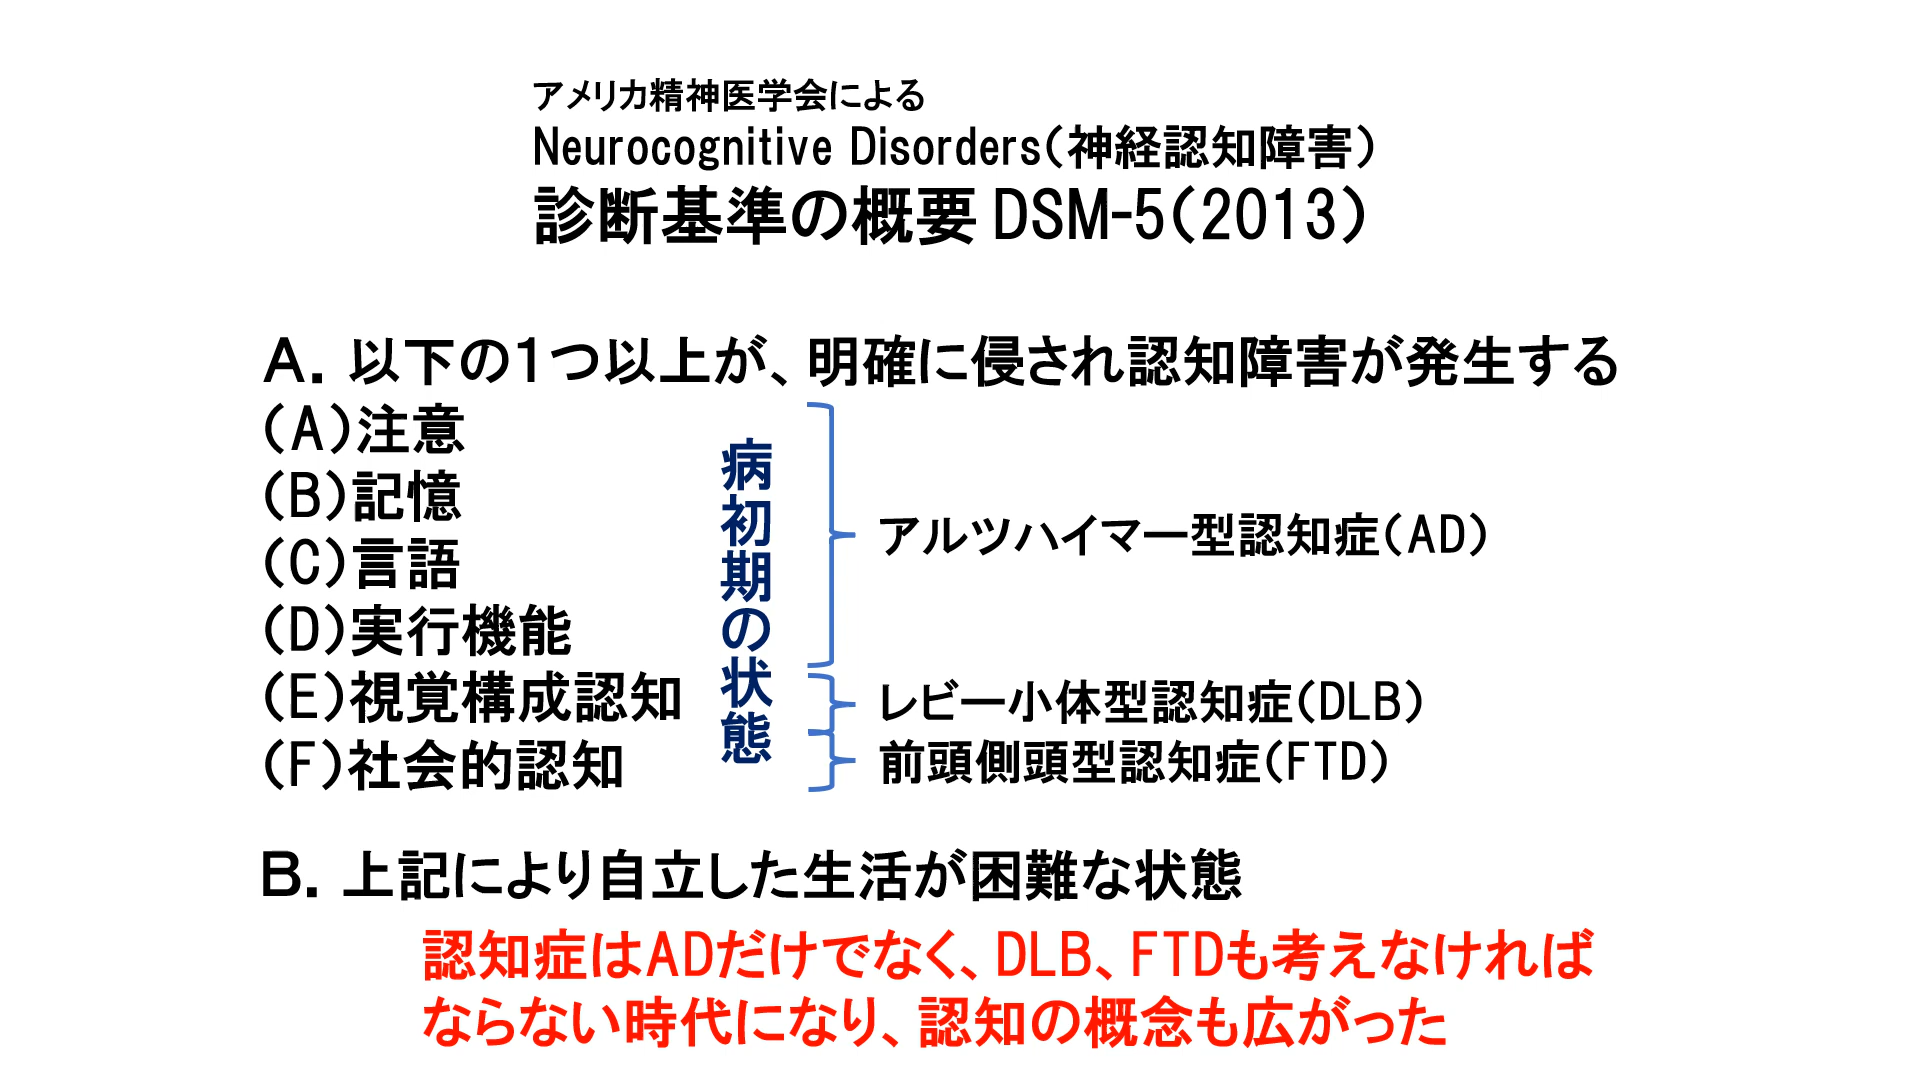 アメリカ精神医学会による
Neurocognitive Disorders(神経認知障害)
診断基準の概要 DSM-5(2013)
A. 以下の1つ以上が、明確に侵され認知障害が発生する
(A)注意
(B)記憶
(C)言語
(D)実行機能
(E)視覚構成認知
(F)社会的認知
病初期の状態
アルツハイマー型認知症(AD)
レビー小体型認知症(DLB)
前頭側頭型認知症(FTD)
B. 上記により自立した生活が困難な状態
認知症はADだけでなく、DLB、FTDも考えなければ
ならない時代になり、認知の概念も広がった